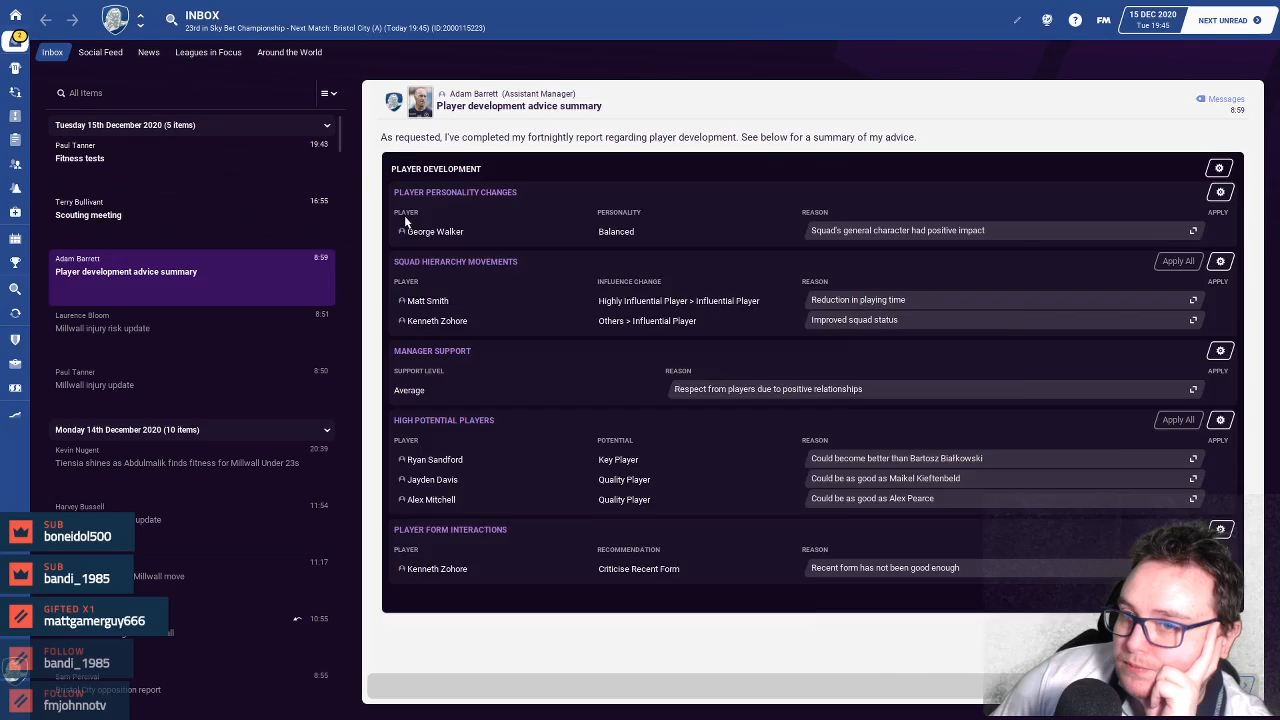 INBOX
23rd in Sky Bet Championship - Next Match: Bristol City (A) (Today 19:45) (ID:2000115223)
FM
15 DEC 2020
Tue 19:45
NEXT UNREAD
2
Inbox
Social Feed
News
Leagues in Focus
Around the World
All Items
Tuesday 15th December 2020 (5 items)
Paul Tanner 19:43
Fitness tests
Terry Bullivant 16:55
Scouting meeting
Adam Barrett 8:59
Player development advice summary
Laurence Bloom 8:51
Millwall injury risk update
Paul Tanner 8:50
Millwall injury update
Monday 14th December 2020 (10 items)
Kevin Nugent 20:39
Tiensia shines as Abdulmalik finds fitness for Millwall Under 23s
Harvey Bussell 11:54
update
11:17
Millwall move
10:55
8:55
Bristol City opposition report
SUB
boneidol500
SUB
bandi_1985
GIFTED X1
mattgamerguy666
FOLLOW
bandi_1985
FOLLOW
fmjohnnotv
Adam Barrett (Assistant Manager)
Player development advice summary
Messages
8:59
As requested, I've completed my fortnightly report regarding player development. See below for a summary of my advice.
PLAYER DEVELOPMENT
PLAYER PERSONALITY CHANGES
PLAYER PERSONALITY REASON APPLY
George Walker Balanced Squad's general character had positive impact
SQUAD HIERARCHY MOVEMENTS Apply All
PLAYER INFLUENCE CHANGE REASON APPLY
Matt Smith Highly Influential Player > Influential Player Reduction in playing time
Kenneth Zohore Others > Influential Player Improved squad status
MANAGER SUPPORT
SUPPORT LEVEL REASON APPLY
Average Respect from players due to positive relationships
HIGH POTENTIAL PLAYERS Apply All
PLAYER POTENTIAL REASON APPLY
Ryan Sandford Key Player Could become better than Bartosz Białkowski
Jayden Davis Quality Player Could be as good as Maikel Kieftenbeld
Alex Mitchell Quality Player Could be as good as Alex Pearce
PLAYER FORM INTERACTIONS
PLAYER RECOMMENDATION REASON
Kenneth Zohore Criticise Recent Form Recent form has not been good enough